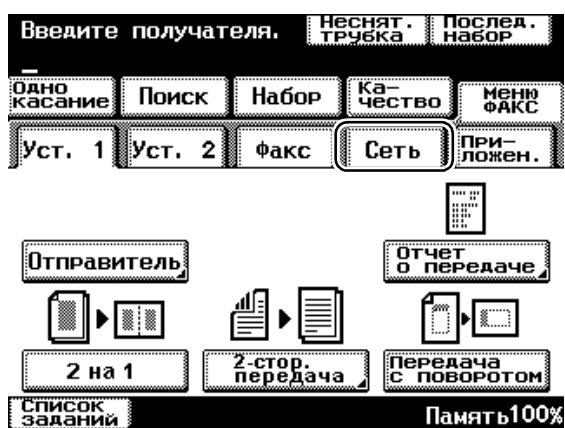 Введите получателя.
Неснят. трубка
Послед. набор
Одно касание
Поиск
Набор
Ка- чество
Меню ФАКС
Уст. 1
Уст. 2
Факс
Сеть
При- ложен.
Отправитель
Отчет о передаче
2 на 1
2-стор. передача
Передача с поворотом
Список заданий
Память100%